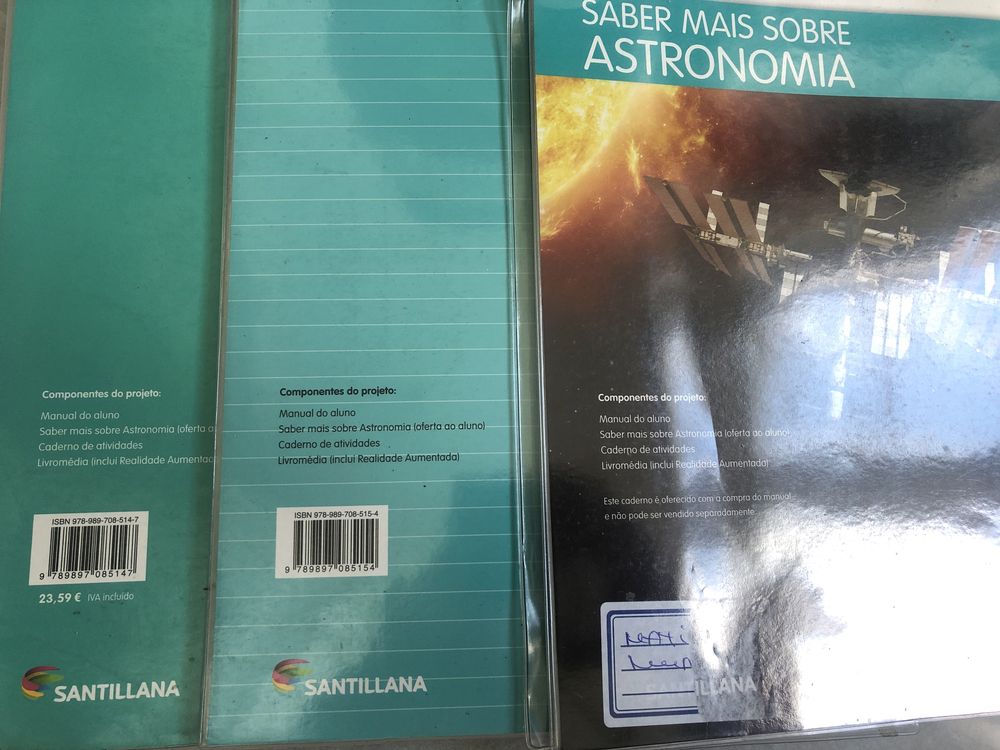 Componentes do projeto:
Manual do aluno
Saber mais sobre Astronomia (oferta a
Caderno de atividades
Livromédia (inclui Realidade Aumentad
ISBN 978-989-708-514-7
9 789897 085147
23,59 € IVA incluído
SANTILLANA
Componentes do projeto:
Manual do aluno
Saber mais sobre Astronomia (oferta ao aluno)
Caderno de atividades
Livromédia (inclui Realidade Aumentada)
ISBN 978-989-708-515-4
9 789897 085154
SANTILLANA
SABER MAIS SOBRE
ASTRONOMIA
Componentes do projeto:
Manual do aluno
Saber mais sobre Astronomia (oferta ao aluno)
Caderno de atividades
Livromédia (inclui Realidade Aumentada)
Este caderno é oferecido com a compra do manual
e não pode ser vendido separadamente.
SANTILLANA